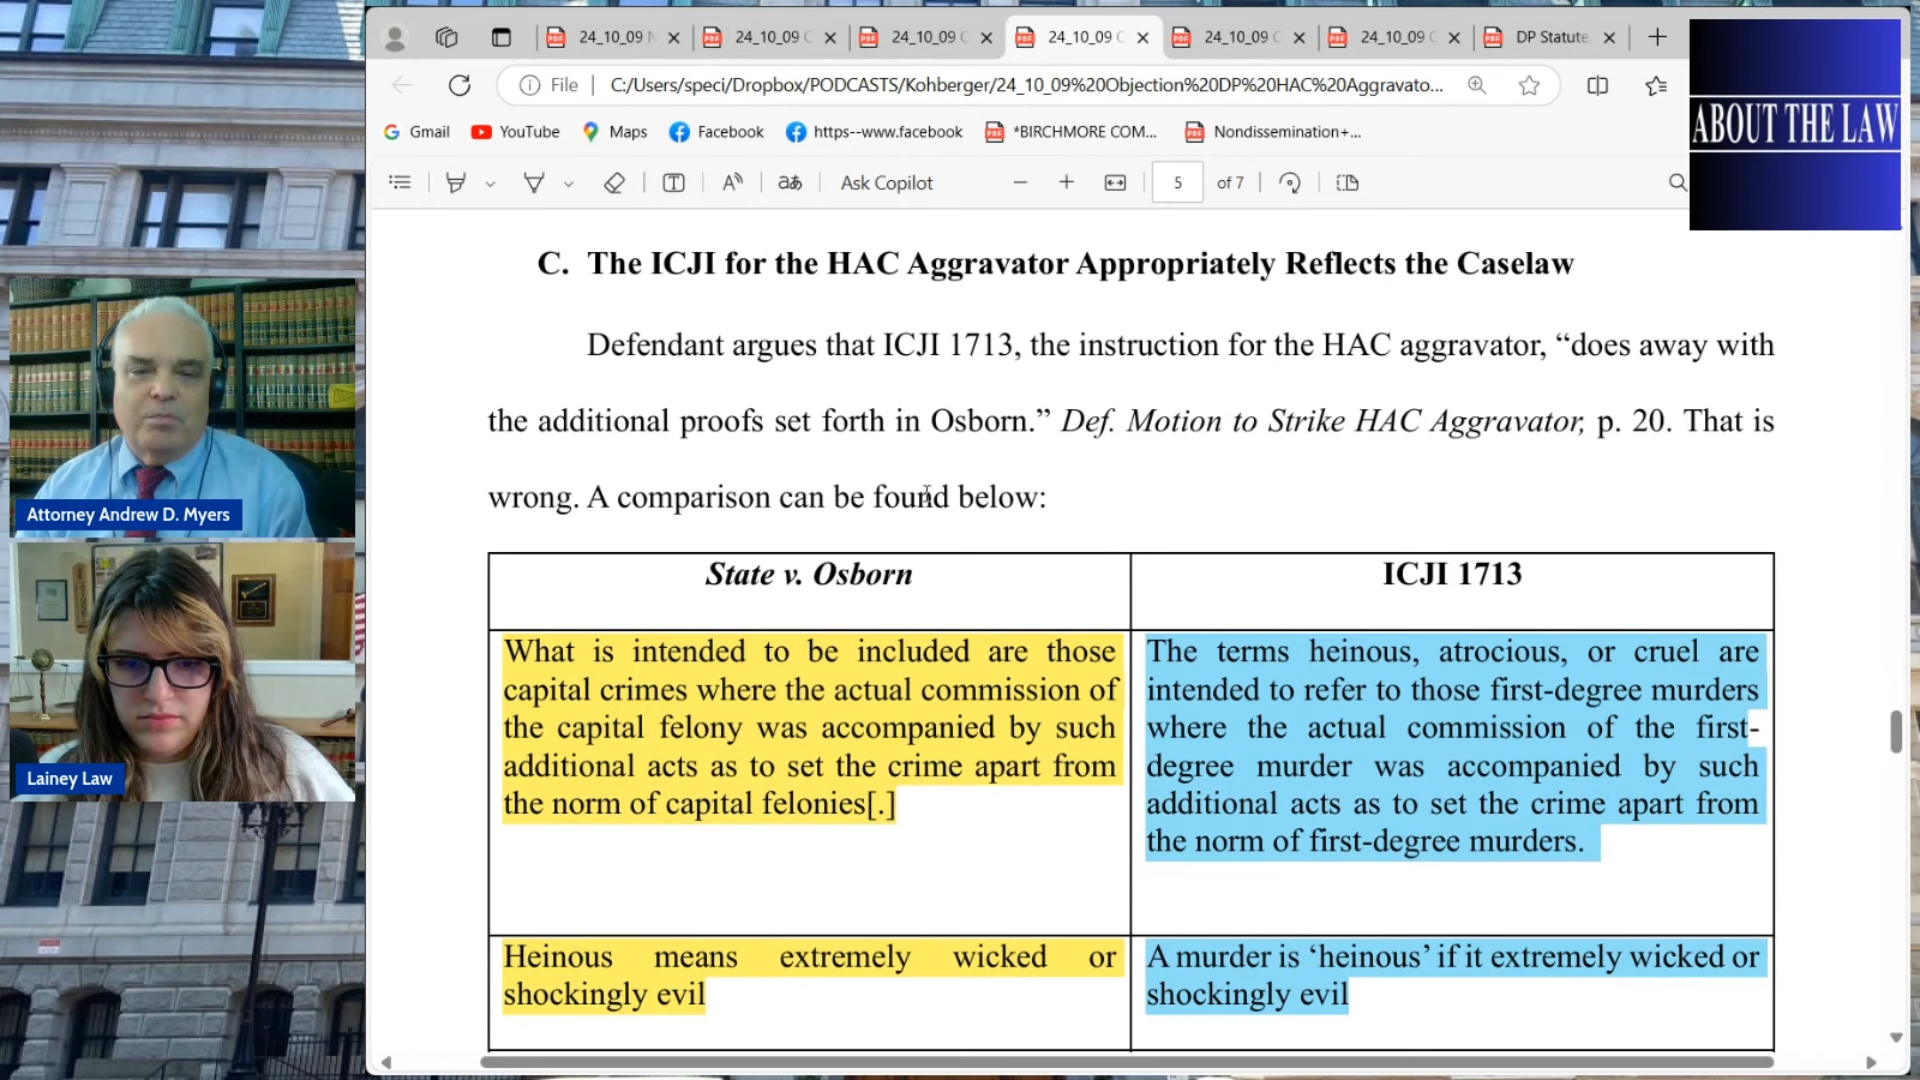 24_10_09 N
24_10_09 C
24_10_09 C
24_10_09 C
24_10_09 C
24_10_09 C
DP Statute
File
C:/Users/speci/Dropbox/PODCASTS/Kohberger/24_10_09%20Objection%20DP%20HAC%20Aggravato...
Gmail
YouTube
Maps
Facebook
https--www.facebook
*BIRCHMORE COM...
Nondissemination+...
Ask Copilot
5
of 7
ABOUT THE LAW
C. The ICJI for the HAC Aggravator Appropriately Reflects the Caselaw
Defendant argues that ICJI 1713, the instruction for the HAC aggravator, “does away with
the additional proofs set forth in Osborn.” Def. Motion to Strike HAC Aggravator, p. 20. That is
wrong. A comparison can be found below:
State v. Osborn
ICJI 1713
What is intended to be included are those
capital crimes where the actual commission of
the capital felony was accompanied by such
additional acts as to set the crime apart from
the norm of capital felonies[.]
The terms heinous, atrocious, or cruel are
intended to refer to those first-degree murders
where the actual commission of the first-
degree murder was accompanied by such
additional acts as to set the crime apart from
the norm of first-degree murders.
Heinous means extremely wicked or
shockingly evil
A murder is ‘heinous’ if it extremely wicked or
shockingly evil
Attorney Andrew D. Myers
Lainey Law